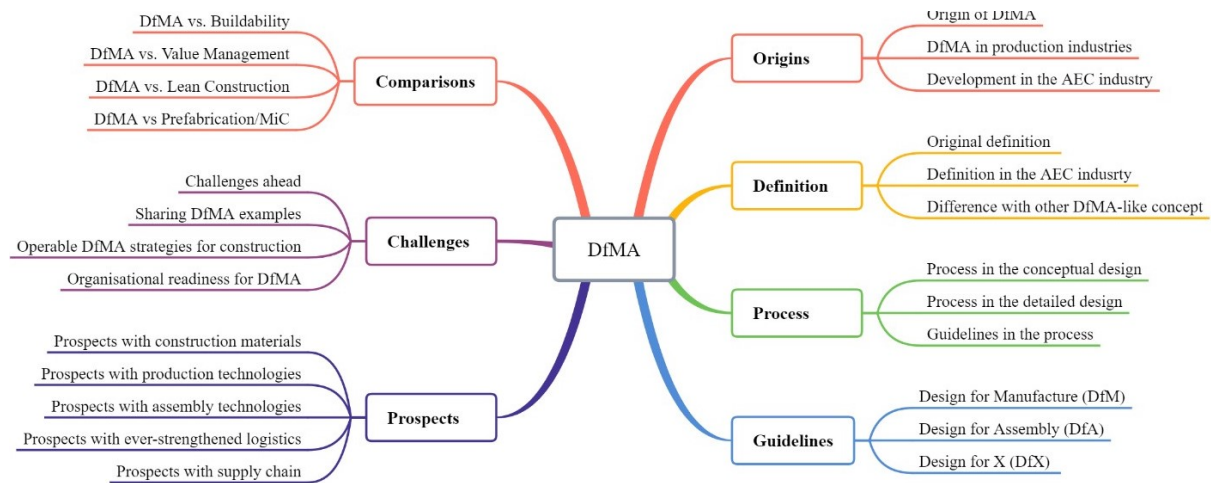 DfMA
Comparisons
DfMA vs. Buildability
DfMA vs. Value Management
DfMA vs. Lean Construction
DfMA vs Prefabrication/MiC
Challenges
Challenges ahead
Sharing DfMA examples
Operable DfMA strategies for construction
Organisational readiness for DfMA
Prospects
Prospects with construction materials
Prospects with production technologies
Prospects with assembly technologies
Prospects with ever-strengthened logistics
Prospects with supply chain
Origins
Origin of DfMA
DfMA in production industries
Development in the AEC industry
Definition
Original definition
Definition in the AEC indusrty
Difference with other DfMA-like concept
Process
Process in the conceptual design
Process in the detailed design
Guidelines in the process
Guidelines
Design for Manufacture (DfM)
Design for Assembly (DfA)
Design for X (DfX)